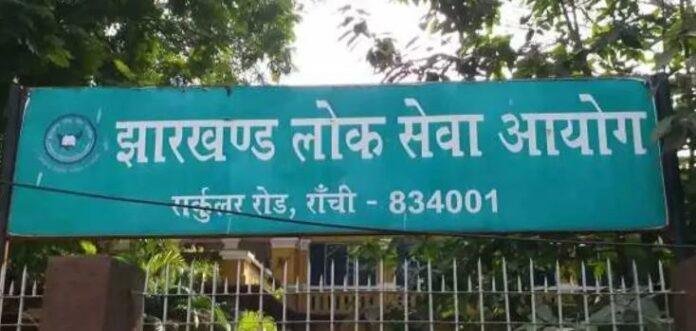 झारखण्ड लोक सेवा आयोग
सर्कुलर रोड, राँची - 834001